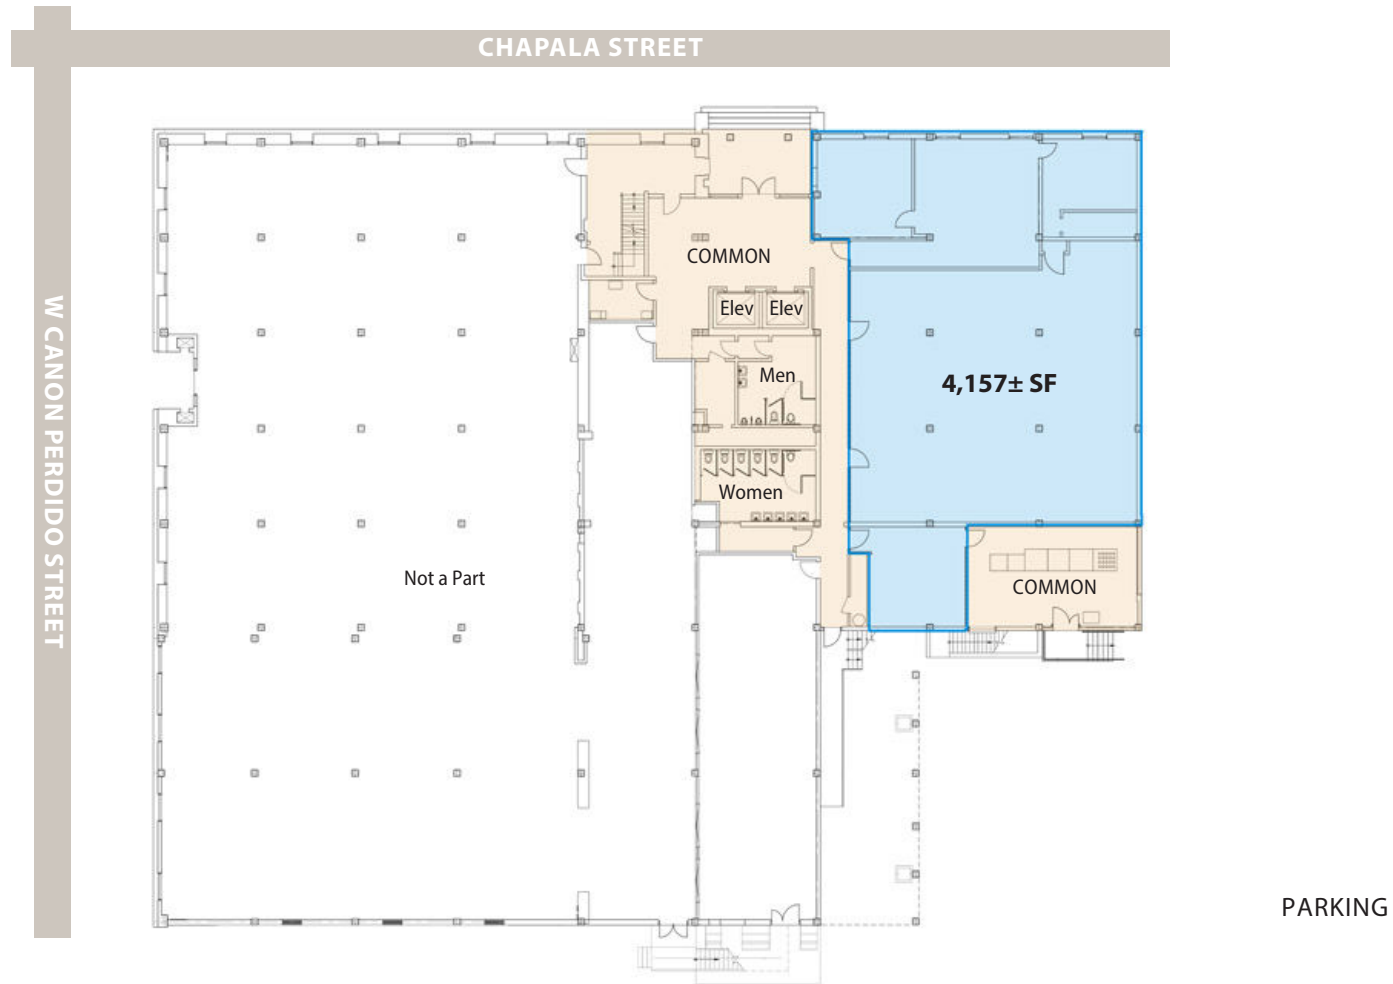 CHAPALA STREET
W CANON PERDIDO STREET
COMMON
Elev
Elev
Men
4,157± SF
Women
Not a Part
COMMON
PARKING